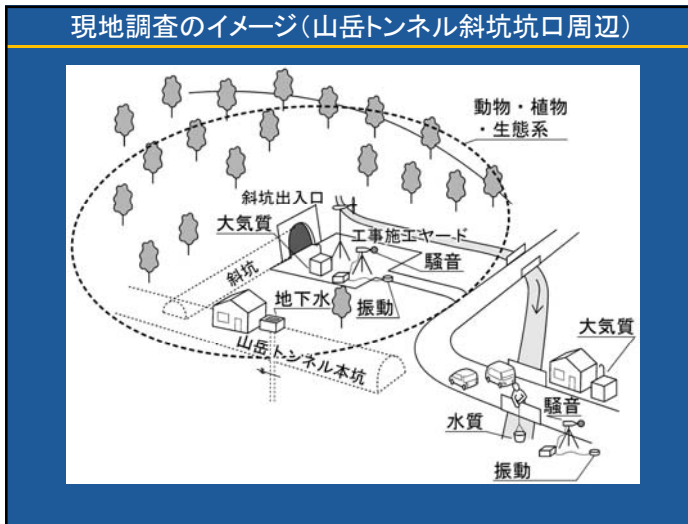 現地調査のイメージ(山岳トンネル斜坑坑口周辺)
動物・植物
・生態系
斜坑出入口
大気質
工事施工ヤード
騒音
斜坑
地下水
振動
山岳トンネル本坑
大気質
騒音
水質
振動